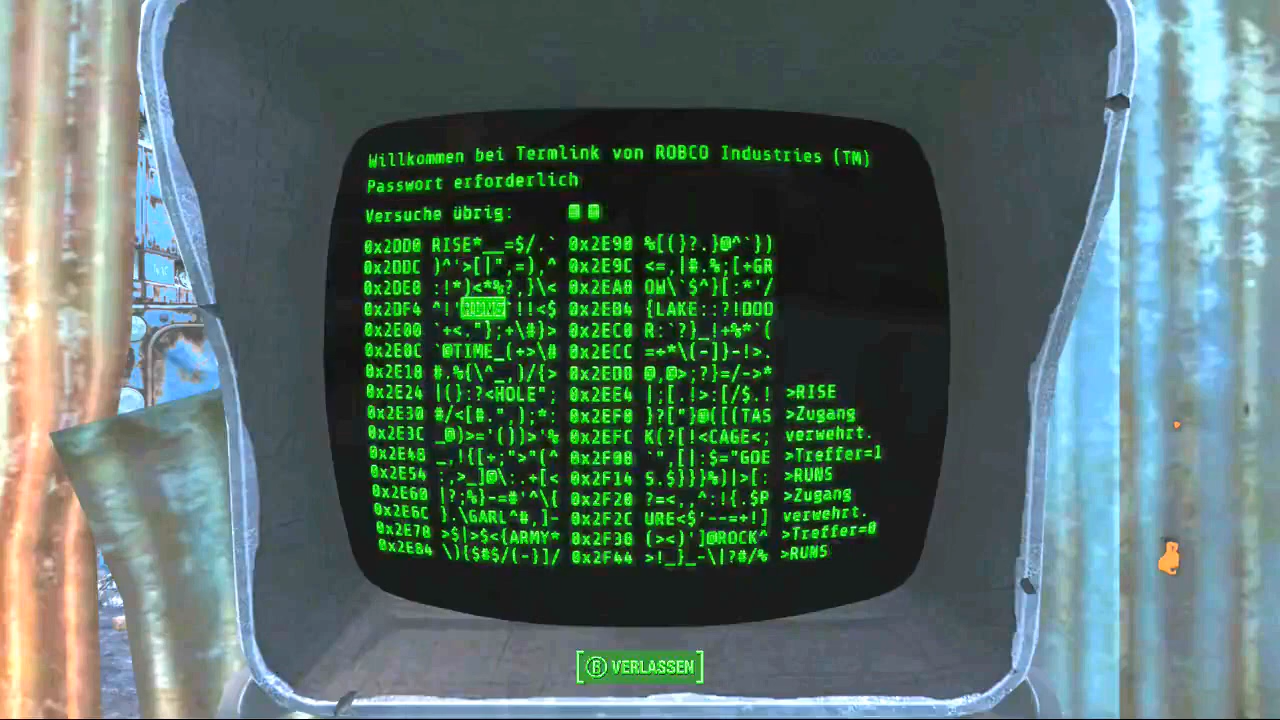 Willkommen bei Termlink von ROBCO Industries (TM)
Passwort erforderlich
Versuche übrig:
0x2DD0 RISE*__=$/.` 0x2E90 %[(}?.}@^`})
0x2DDC )^'>[|",=),^ 0x2E9C <=,|#.%;[+GR
0x2DE8 :!*)<*%?,}\< 0x2EA8 OW\`$^}[:*'/
0x2DF4 ^!'RUNS`!!<$ 0x2EB4 {LAKE::?!DOO
0x2E00 `+<."};+\#}> 0x2EC0 R:`?}_!+%*`(
0x2E0C `@TIME_(+>\# 0x2ECC =+*\(-]}-!>.
0x2E18 #.%{\^_,)/{> 0x2ED8 @,@>;?}=/->*
0x2E24 |(}:?<HOLE"; 0x2EE4 |;[.!>:[/$.! >RISE
0x2E30 #/<[#.",);*: 0x2EF0 }?["}@([(TAS >Zugang
0x2E3C _@)>='())>'% 0x2EFC K(?[!<CAGE<; verwehrt.
0x2E48 _,!{[+;">"(^ 0x2F08 `",[|:$="GOE >Treffer=1
0x2E54 :,>_]@\:.+[< 0x2F14 S.$}}}%)|>[: >RUNS
0x2E60 |?;%}-=#'^\{ 0x2F20 ?=<,,^:!{.$P >Zugang
0x2E6C }.\GARL^#,]- 0x2F2C URE<$'--=+!] verwehrt.
0x2E78 >$|>$<{ARMY* 0x2F38 (><)']@ROCK^ >Treffer=0
0x2E84 \){$#$/(-}]/ 0x2F44 >!_}_-\|?#/% >RUNS
B VERLASSEN